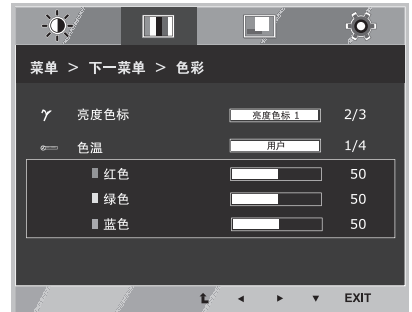 菜单 > 下一菜单 > 色彩
γ 亮度色标 亮度色标 1 2/3
色温 用户 1/4
红色 50
绿色 50
蓝色 50
EXIT